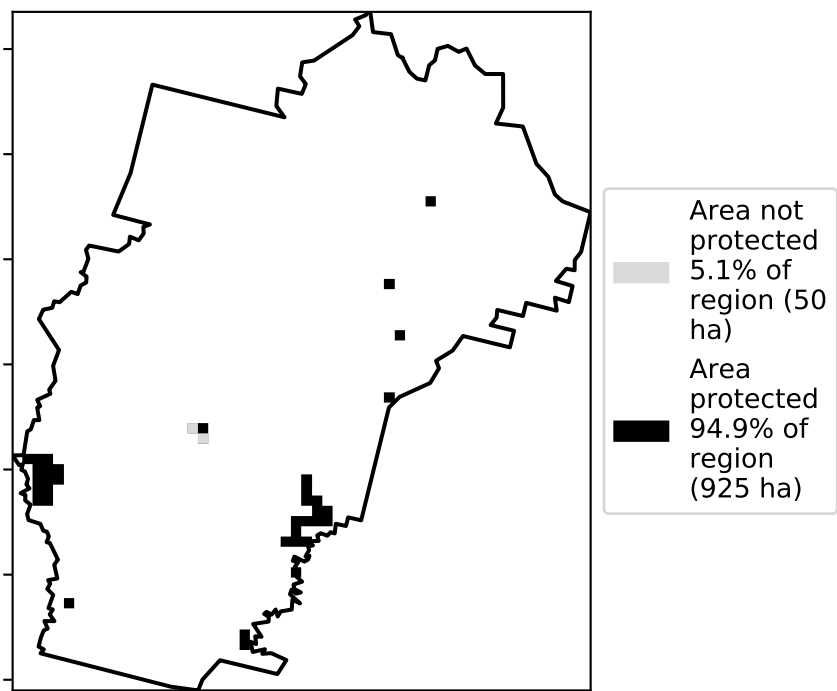 Area not
protected
5.1% of
region (50
ha)
Area
protected
94.9% of
region
(925 ha)